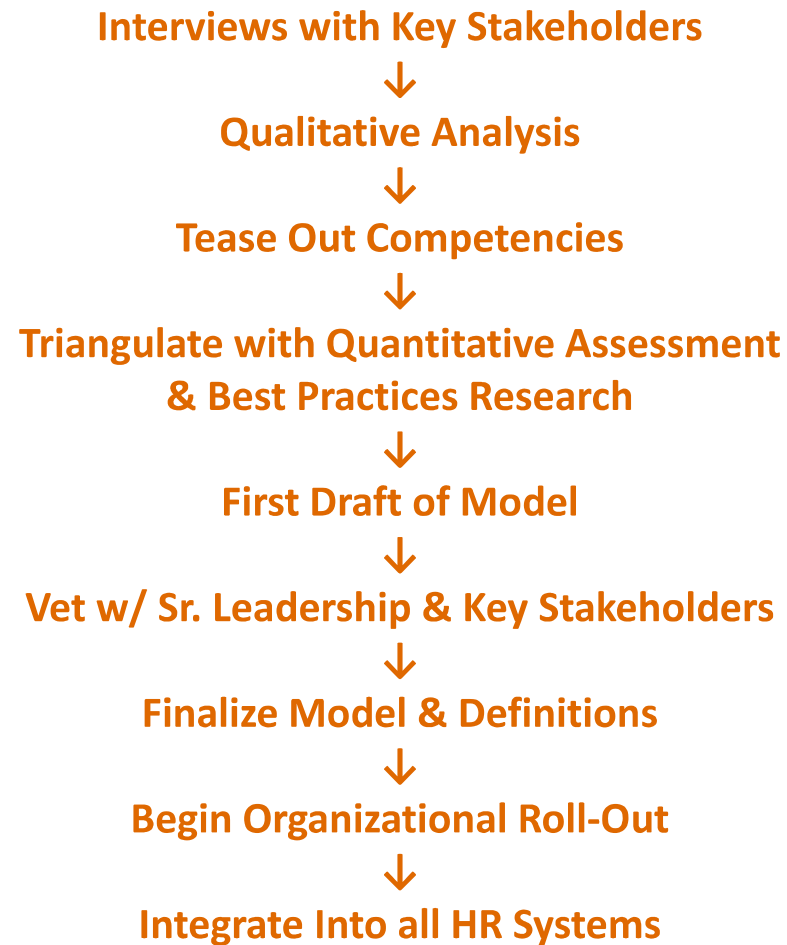 Interviews with Key Stakeholders
↓
Qualitative Analysis
↓
Tease Out Competencies
↓
Triangulate with Quantitative Assessment
& Best Practices Research
↓
First Draft of Model
↓
Vet w/ Sr. Leadership & Key Stakeholders
↓
Finalize Model & Definitions
↓
Begin Organizational Roll-Out
↓
Integrate Into all HR Systems